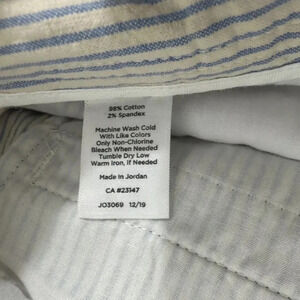 98% Cotton
2% Spandex
Machine Wash Cold
With Like Colors
Only Non-Chlorine
Bleach When Needed
Tumble Dry Low
Warm Iron, if Needed
Made in Jordan
CA #23147
JO3069 12/19